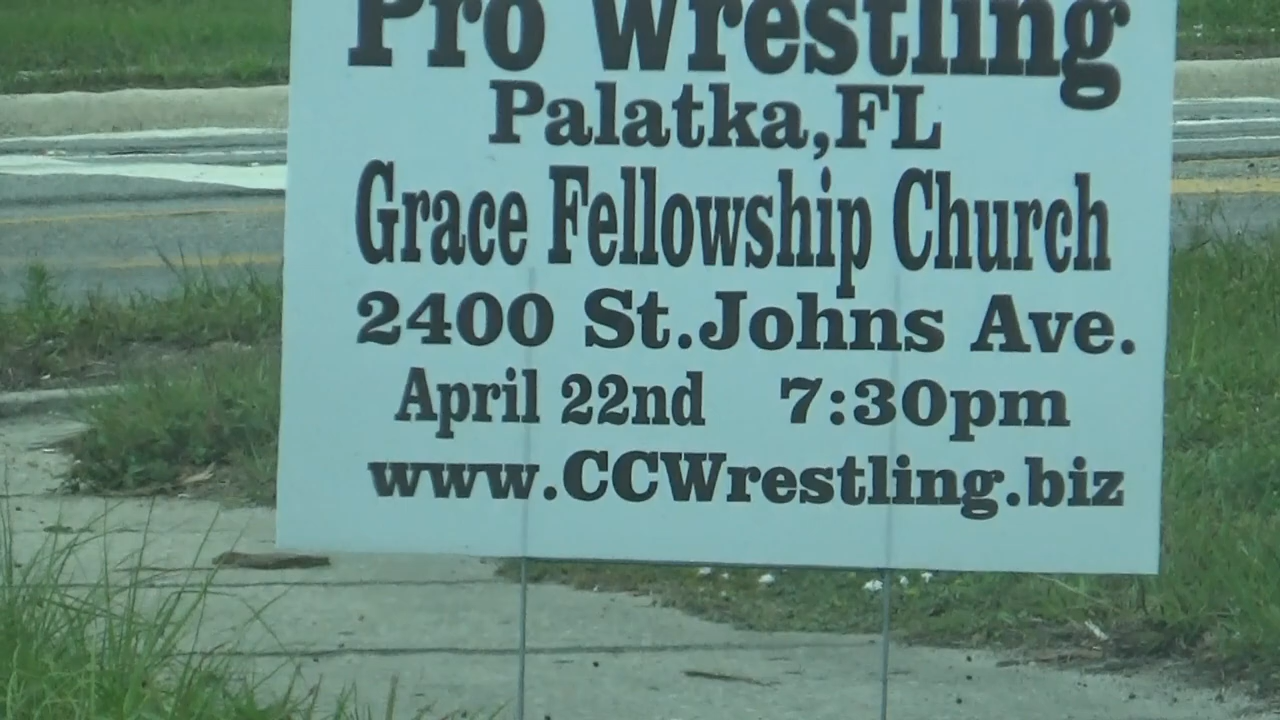 Pro Wrestling
Palatka,FL
Grace Fellowship Church
2400 St.Johns Ave.
April 22nd 7:30pm
www.CCWrestling.biz